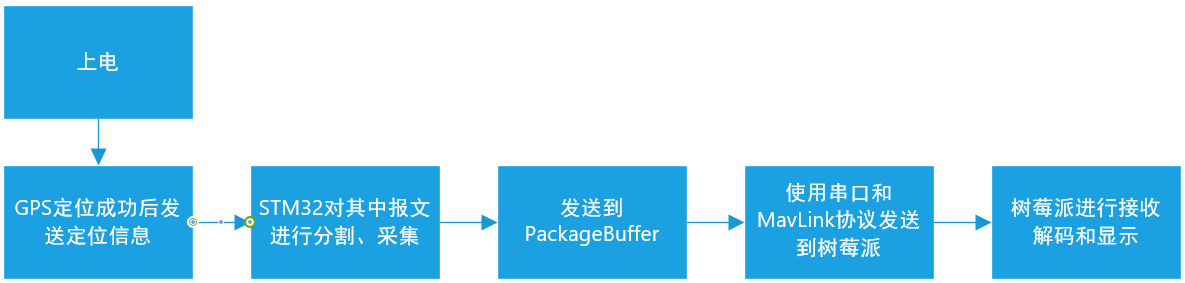 上电
GPS定位成功后发
送定位信息
STM32对其中报文
进行分割、采集
发送到
PackageBuffer
使用串口和
MavLink协议发送
到树莓派
树莓派进行接收
解码和显示